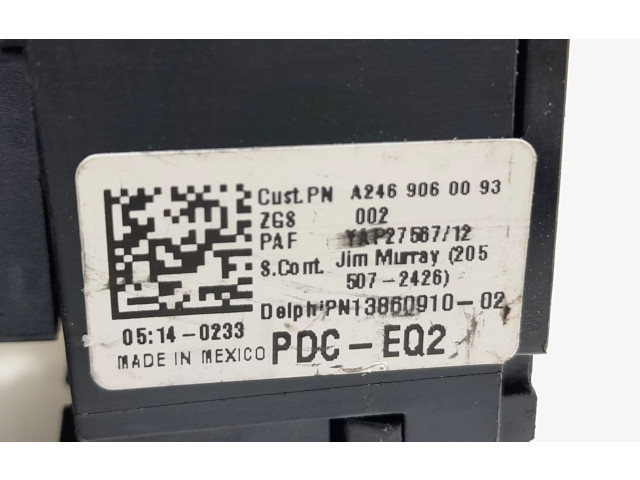 Cust.PN A246 906 00 93
ZGS 002
PAF YAP27567/12
S.Cont. Jim Murray (205
507-2426)
DelphiPN13860910-02
05:14-0233
MADE IN MEXICO PDC-EQ2